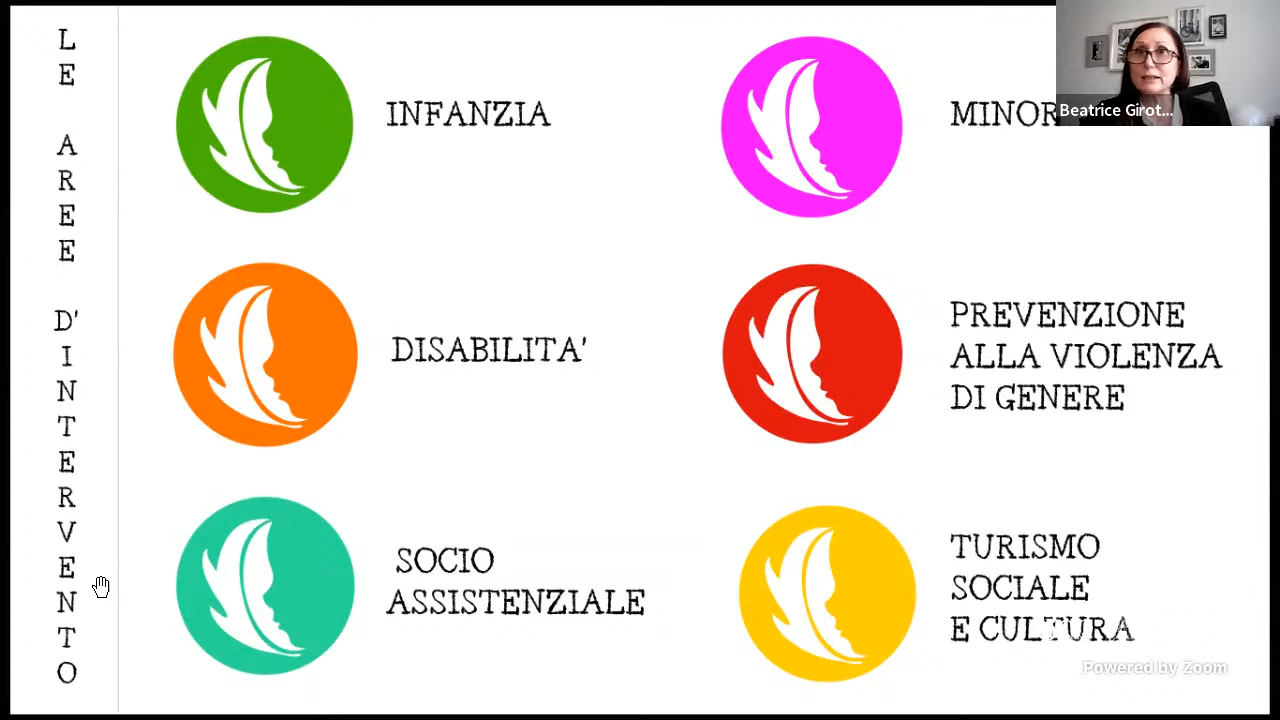 LE AREE D'INTERVENTO
INFANZIA
DISABILITA'
SOCIO
ASSISTENZIALE
PREVENZIONE
ALLA VIOLENZA
DI GENERE
TURISMO
SOCIALE
E CULTURA
Beatrice Girot...
Powered by Zoom